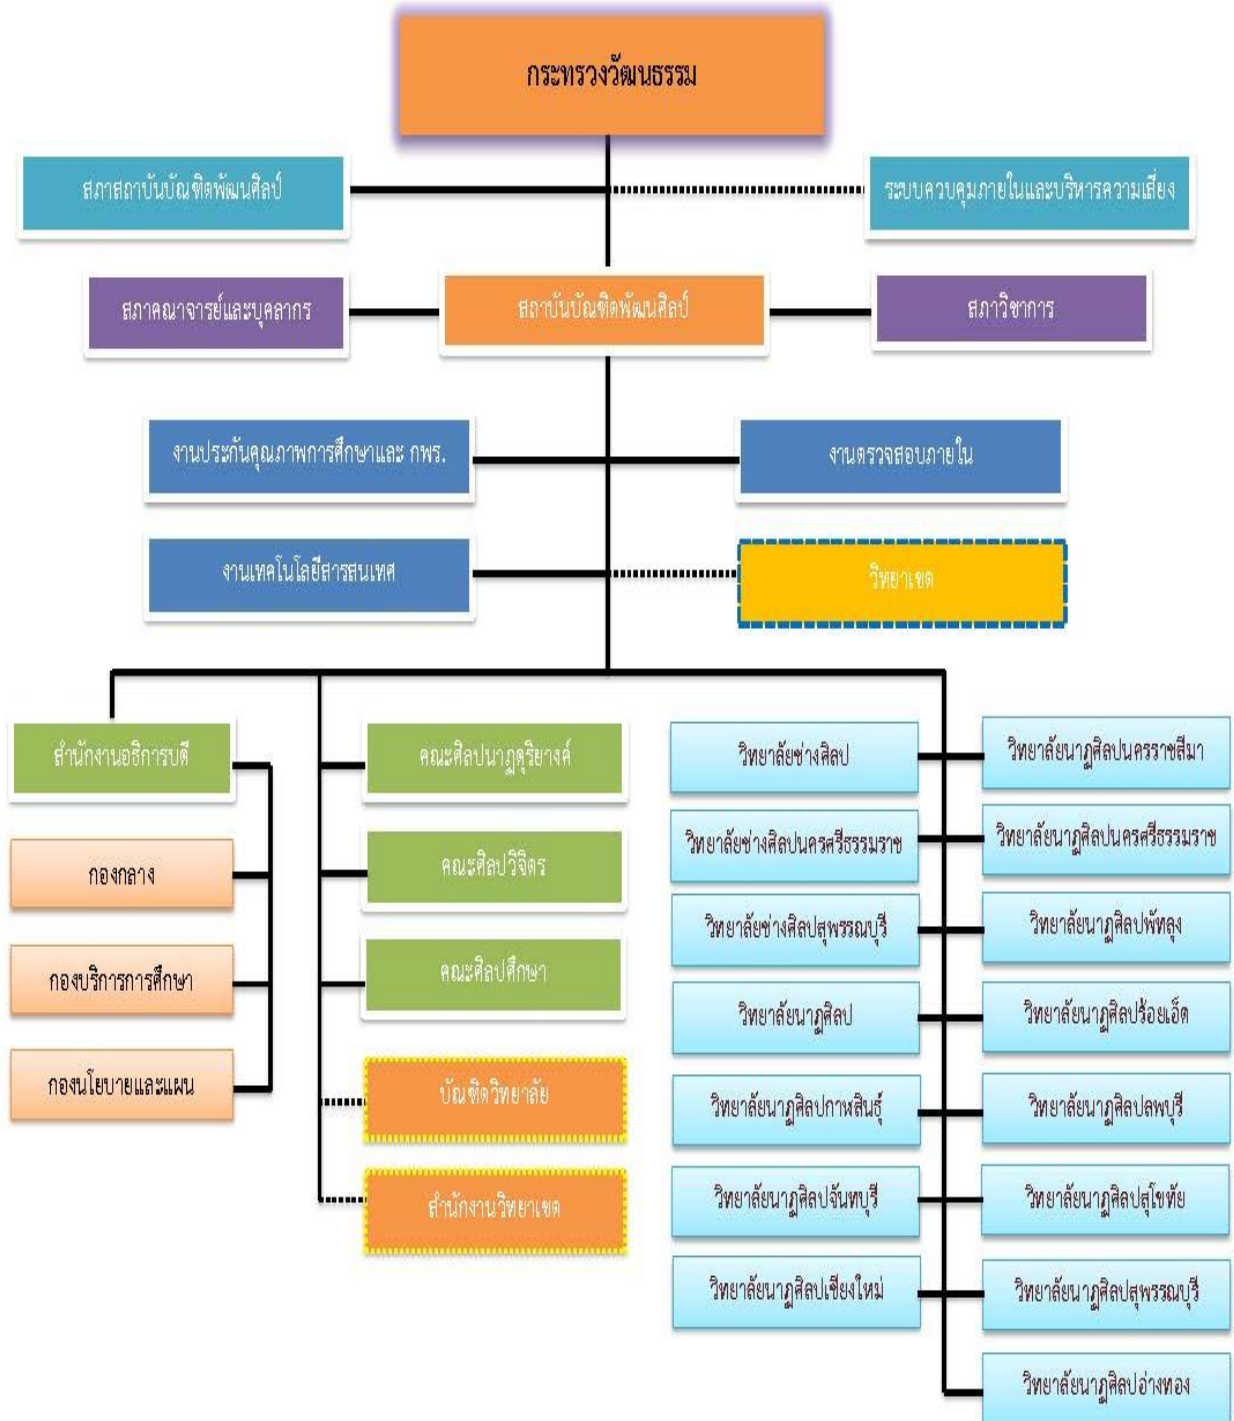 กระทรวงวัฒนธรรม
สภาสถาบันบัณฑิตพัฒนศิลป์
ระบบควบคุมภายในและบริหารความเสี่ยง
สภาคณาจารย์และบุคลากร
สถาบันบัณฑิตพัฒนศิลป์
สภาวิชาการ
งานประกันคุณภาพการศึกษาและ กพร.
งานตรวจสอบภายใน
งานเทคโนโลยีสารสนเทศ
วิทยาเขต
สำนักงานอธิการบดี
กองกลาง
กองบริการการศึกษา
กองนโยบายและแผน
คณะศิลปนาฏดุริยางค์
คณะศิลปวิจิตร
คณะศิลปศึกษา
บัณฑิตวิทยาลัย
สำนักงานวิทยาเขต
วิทยาลัยช่างศิลป
วิทยาลัยช่างศิลปนครศรีธรรมราช
วิทยาลัยช่างศิลปสุพรรณบุรี
วิทยาลัยนาฏศิลป
วิทยาลัยนาฏศิลปกาฬสินธุ์
วิทยาลัยนาฏศิลปจันทบุรี
วิทยาลัยนาฏศิลปเชียงใหม่
วิทยาลัยนาฏศิลปนครราชสีมา
วิทยาลัยนาฏศิลปนครศรีธรรมราช
วิทยาลัยนาฏศิลปพัทลุง
วิทยาลัยนาฏศิลปร้อยเอ็ด
วิทยาลัยนาฏศิลปลพบุรี
วิทยาลัยนาฏศิลปสุโขทัย
วิทยาลัยนาฏศิลปสุพรรณบุรี
วิทยาลัยนาฏศิลปอ่างทอง